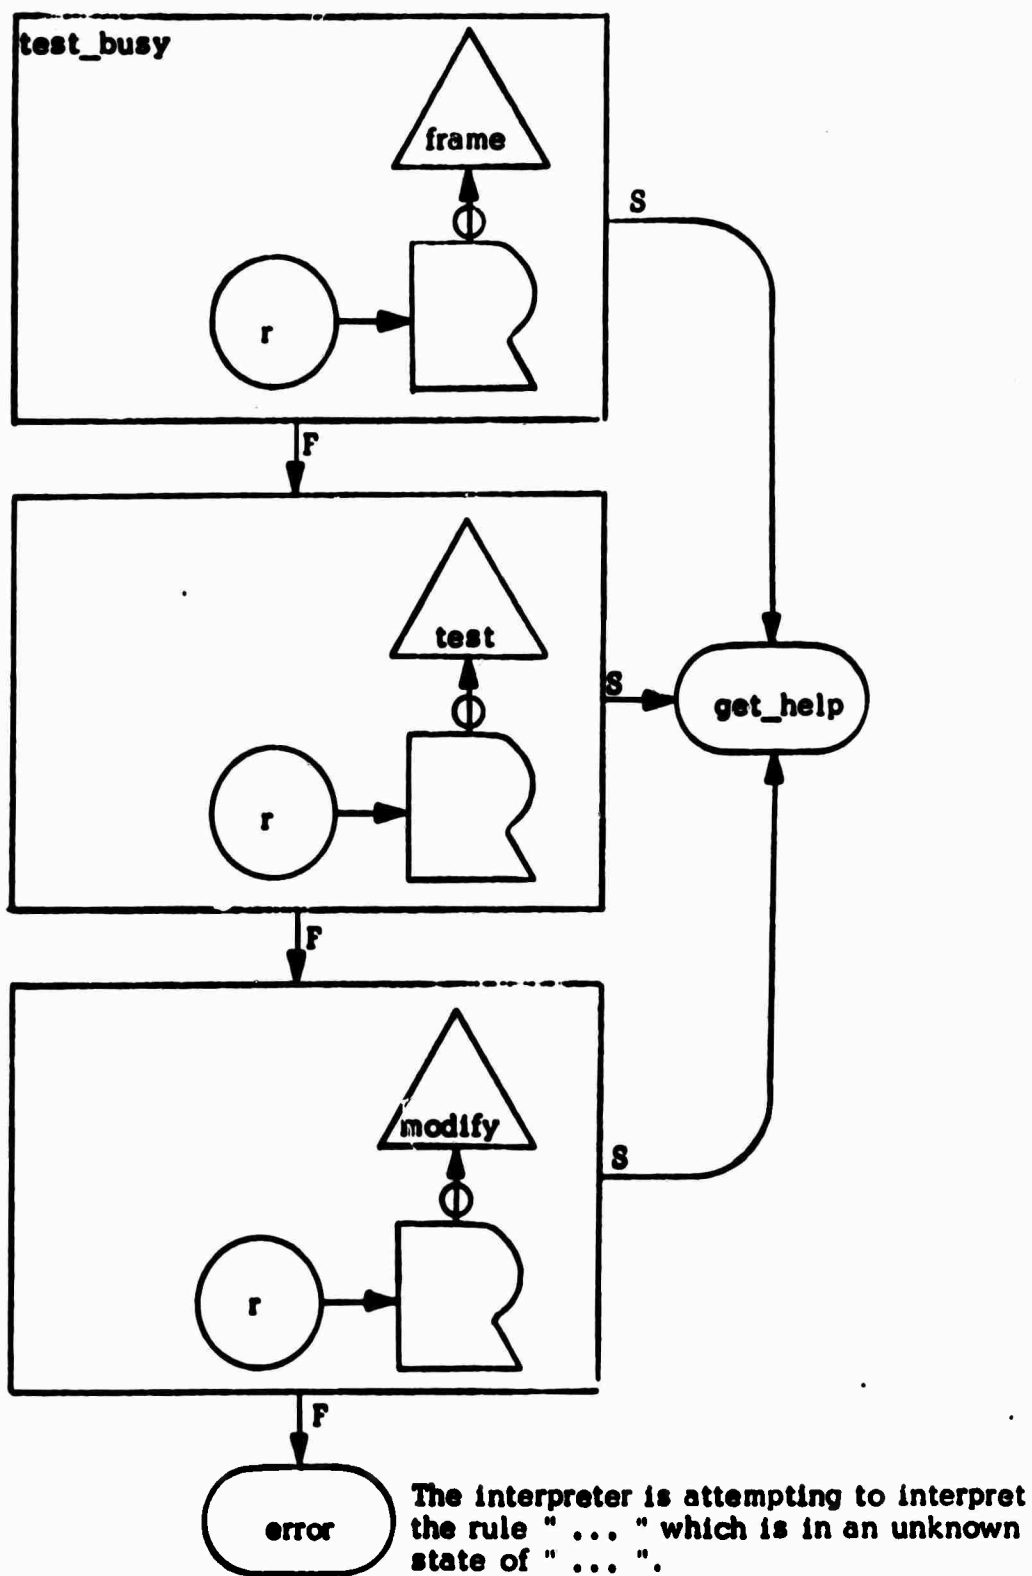 test_busy
frame
S
r
F
test
S
get_help
r
F
modify
S
r
F
error
The interpreter is attempting to interpret
the rule " ... " which is in an unknown
state of " ... ".